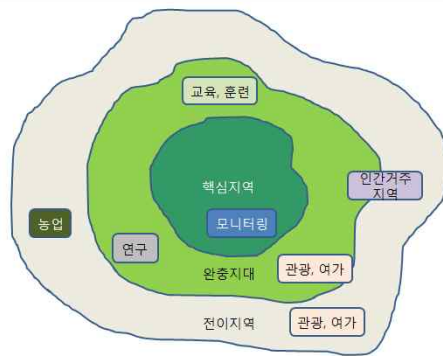 교육, 훈련
핵심지역
인간거주
지역
농업
모니터링
연구
완충지대
관광, 여가
전이지역
관광, 여가